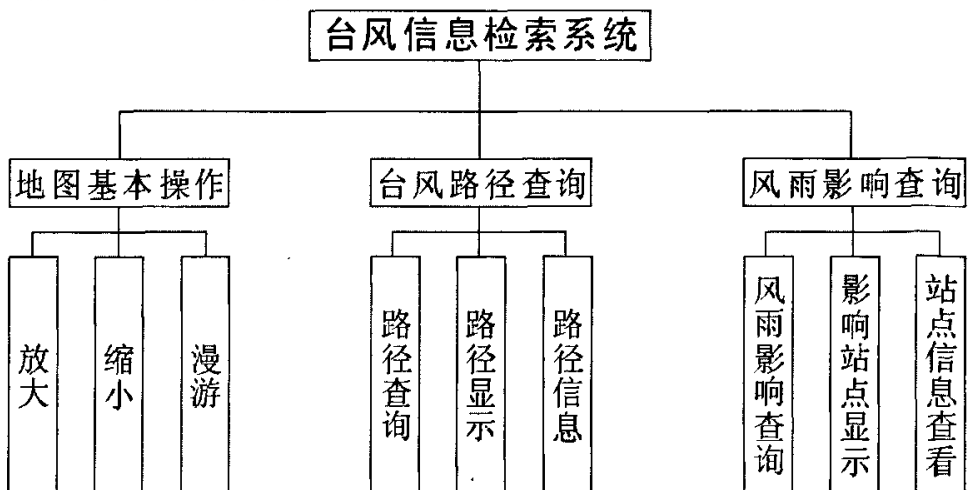 台风信息检索系统
地图基本操作
台风路径查询
风雨影响查询
放大
缩小
漫游
路径查询
路径显示
路径信息
风雨影响查询
影响站点显示
站点信息查看